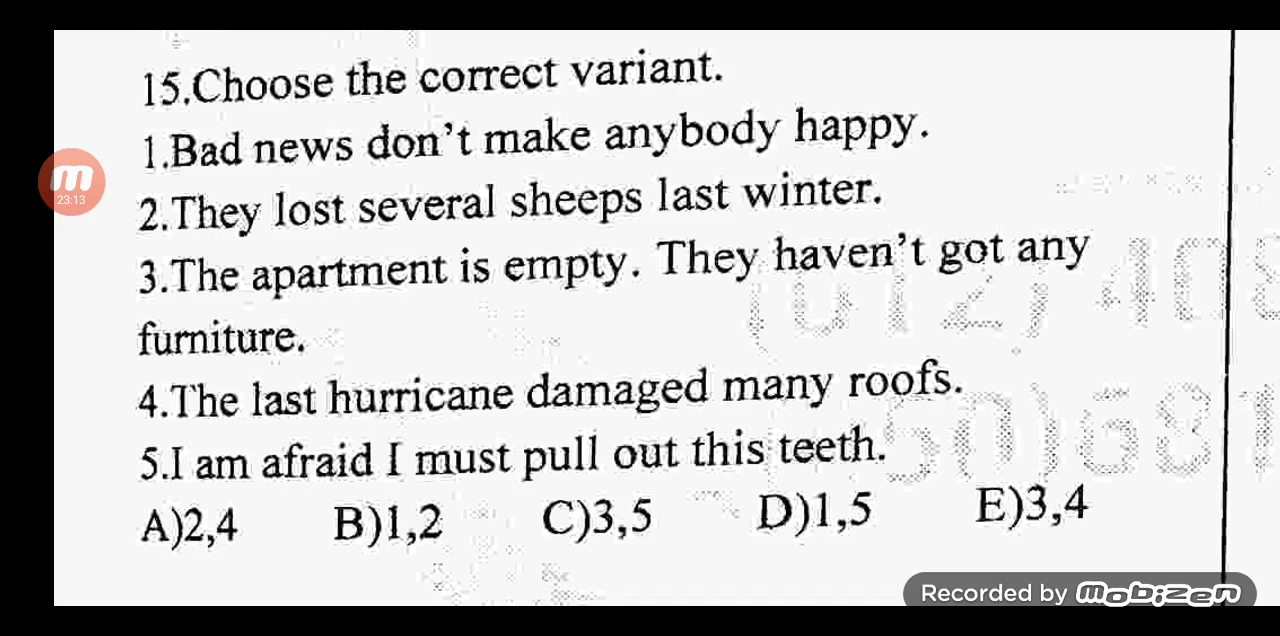 15.Choose the correct variant.
1.Bad news don't make anybody happy.
m
23:13
2.They lost several sheeps last winter.
3.The apartment is empty. They haven't got any
furniture.
4.The last hurricane damaged many roofs.
5.I am afraid I must pull out this teeth.
A)2,4 B)1,2 C)3,5 D)1,5 E)3,4
Recorded by mobizen